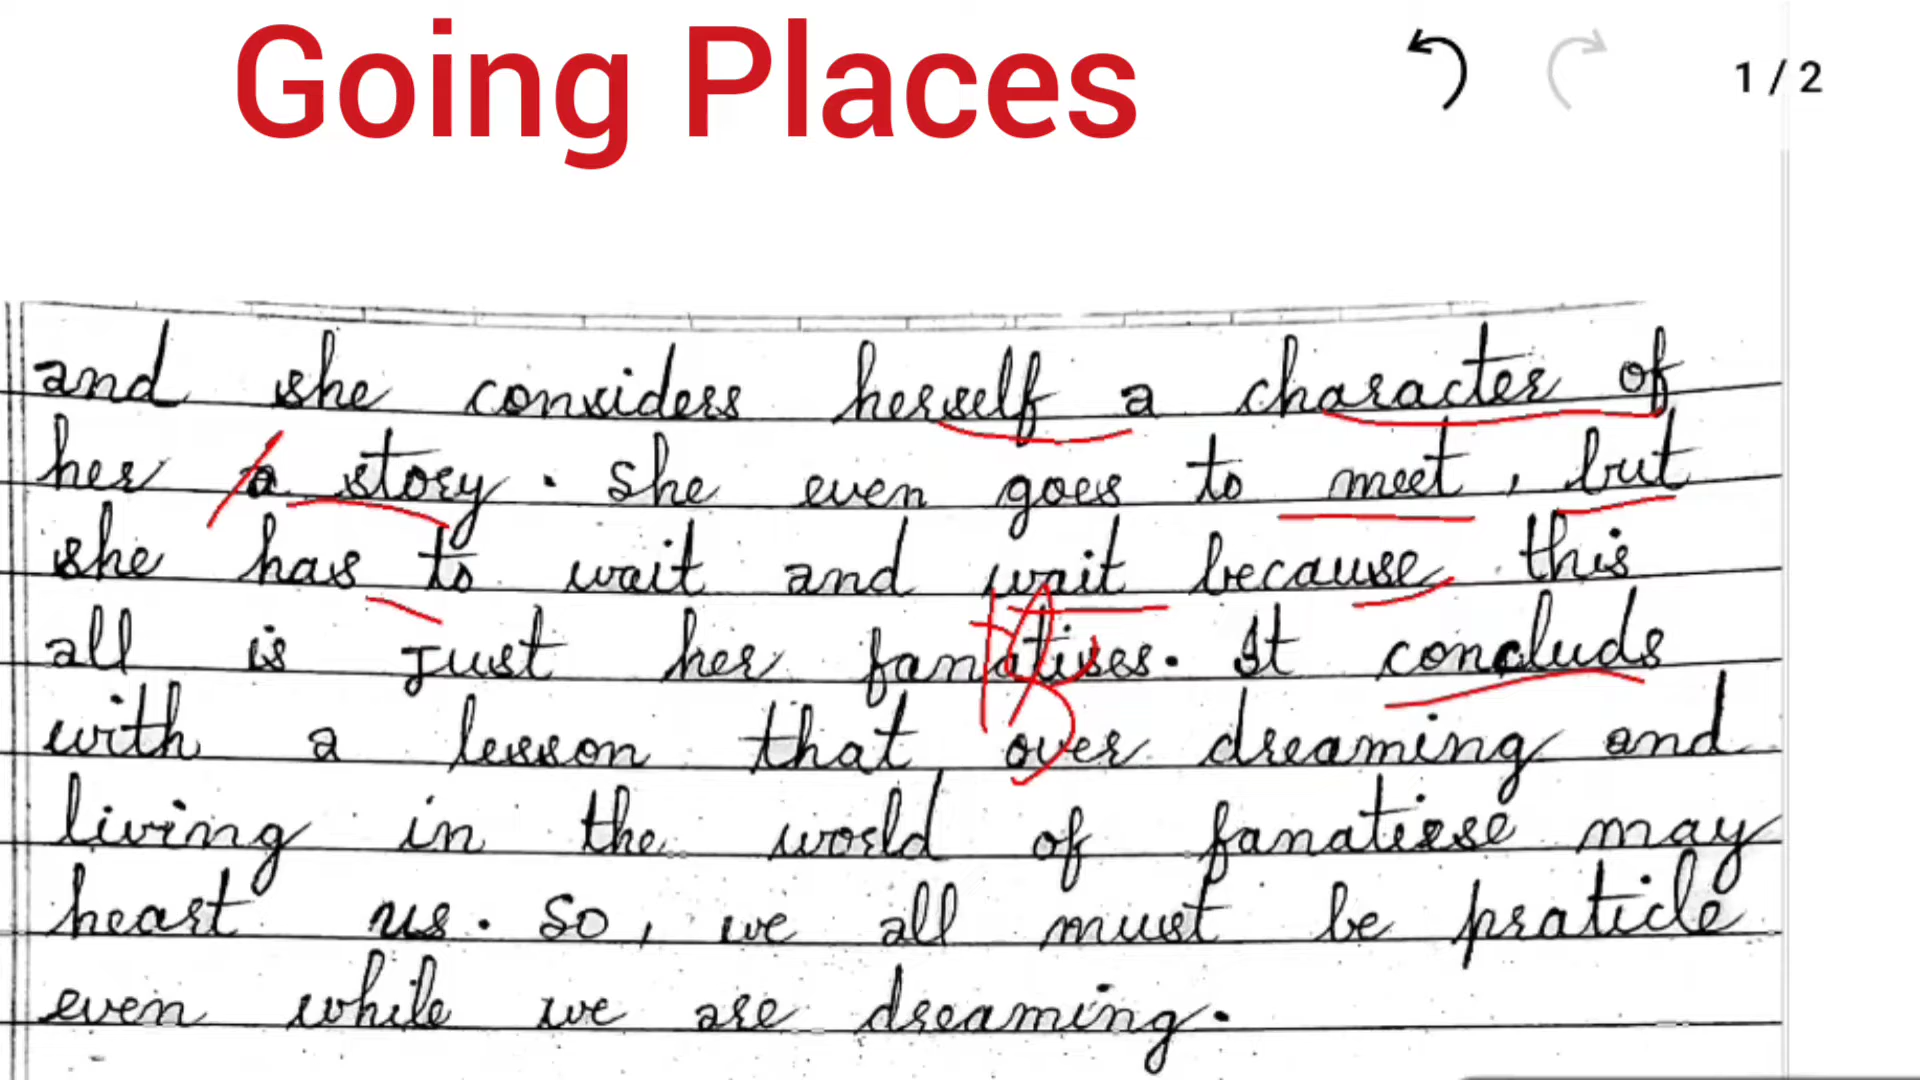 Going Places
1 / 2
and she considers herself a character of
her a story. She even goes to meet, but
she has to wait and wait because this
all is Just her fanatises. It concluds
with a lesson that over dreaming and
living in the world of fanatiese may
heart us. So, we all must be praticle
even while we are dreaming.